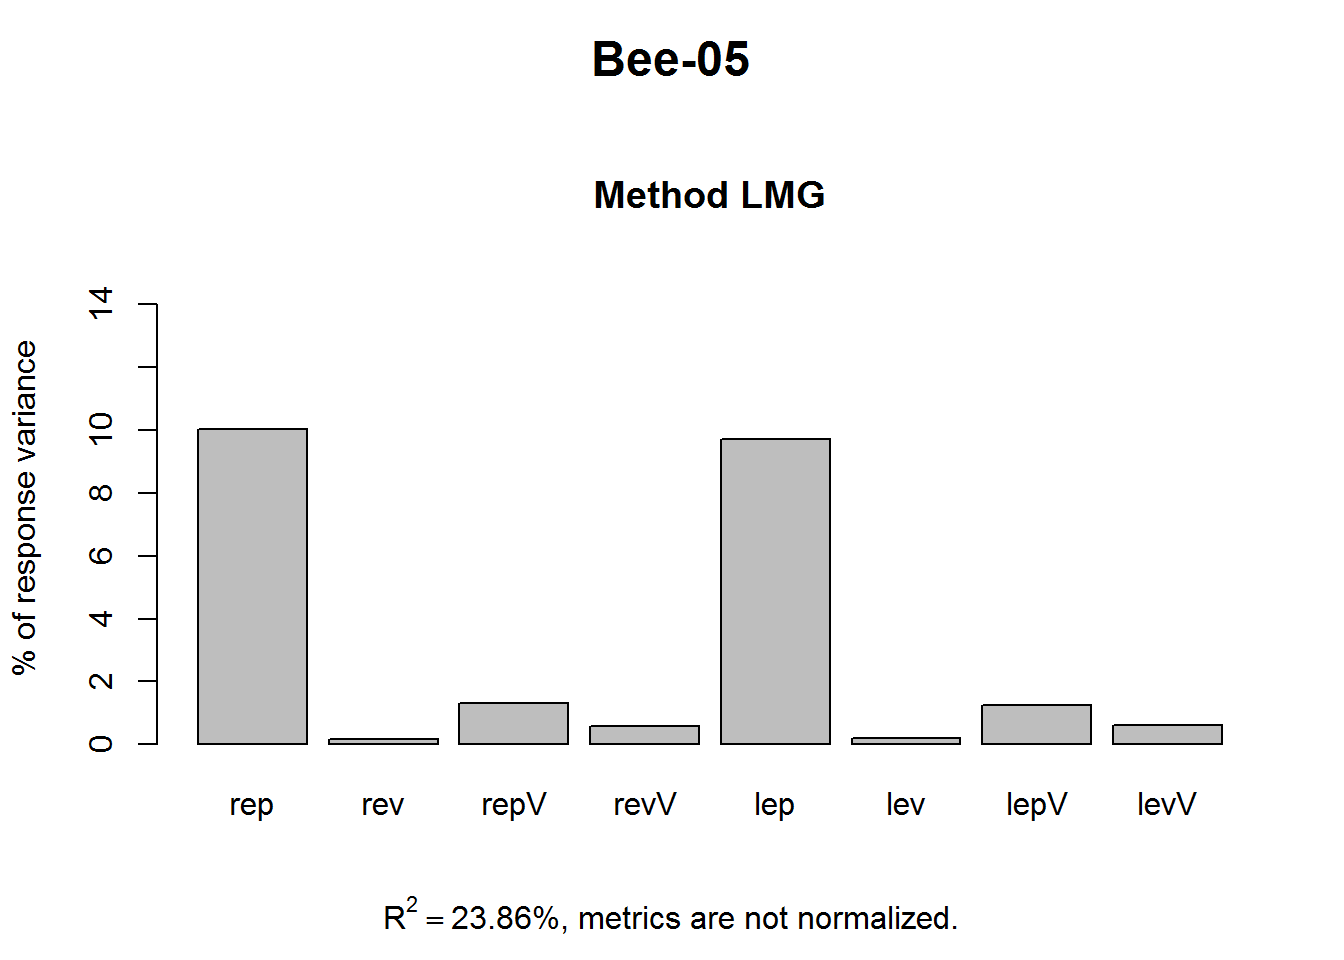 Bee-05
Method LMG
% of response variance
14
10
8
6
4
2
0
rep rev repV revV lep lev lepV levV
R² = 23.86%, metrics are not normalized.